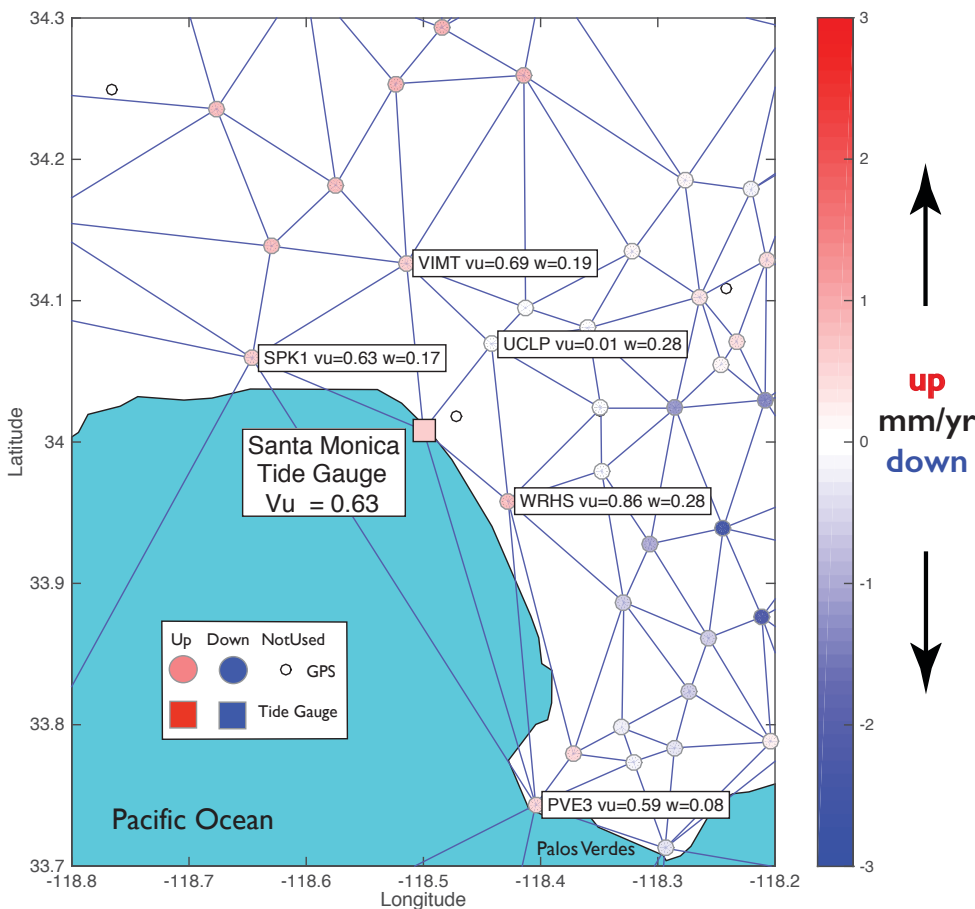 34.3
34.2
34.1
34
33.9
33.8
33.7
Latitude
-118.8
-118.7
-118.6
-118.5
-118.4
-118.3
-118.2
Longitude
VIMT vu=0.69 w=0.19
UCLP vu=0.01 w=0.28
SPK1 vu=0.63 w=0.17
Santa Monica
Tide Gauge
Vu = 0.63
WRHS vu=0.86 w=0.28
PVE3 vu=0.59 w=0.08
Up Down NotUsed
GPS
Tide Gauge
Pacific Ocean
Palos Verdes
3
2
1
0
-1
-2
-3
up
mm/yr
down